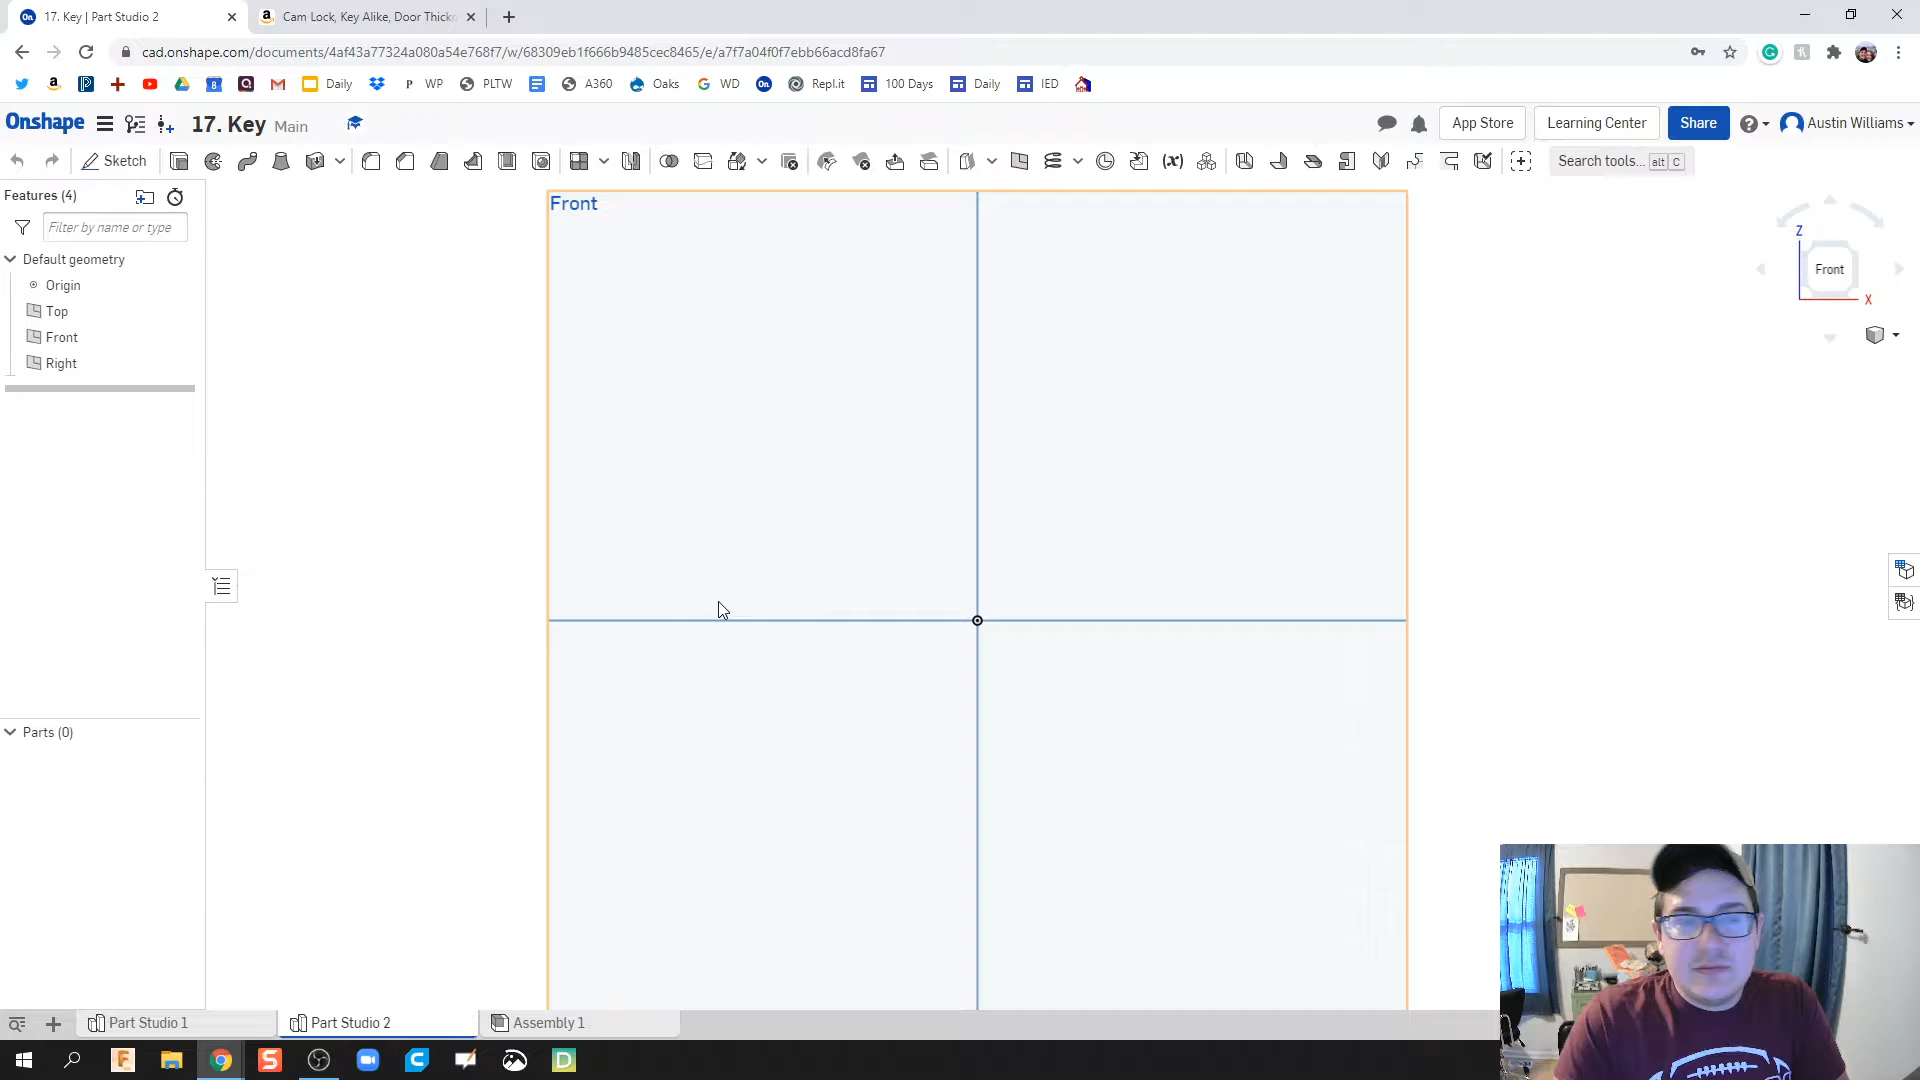 17. Key | Part Studio 2
Cam Lock, Key Alike, Door Thick
cad.onshape.com/documents/4af43a77324a080a54e768f7/w/68309eb1f666b9485cec8465/e/a7f7a04f0f7ebb66acd8fa67
Daily P WP PLTW A360 Oaks WD Repl.it 100 Days Daily IED
Onshape 17. Key Main App Store Learning Center Share Austin Williams
Sketch (x) Search tools... alt C
Features (4)
Filter by name or type
Default geometry
Origin
Top
Front
Right
Parts (0)
Front
Z
Front
X
Part Studio 1 Part Studio 2 Assembly 1